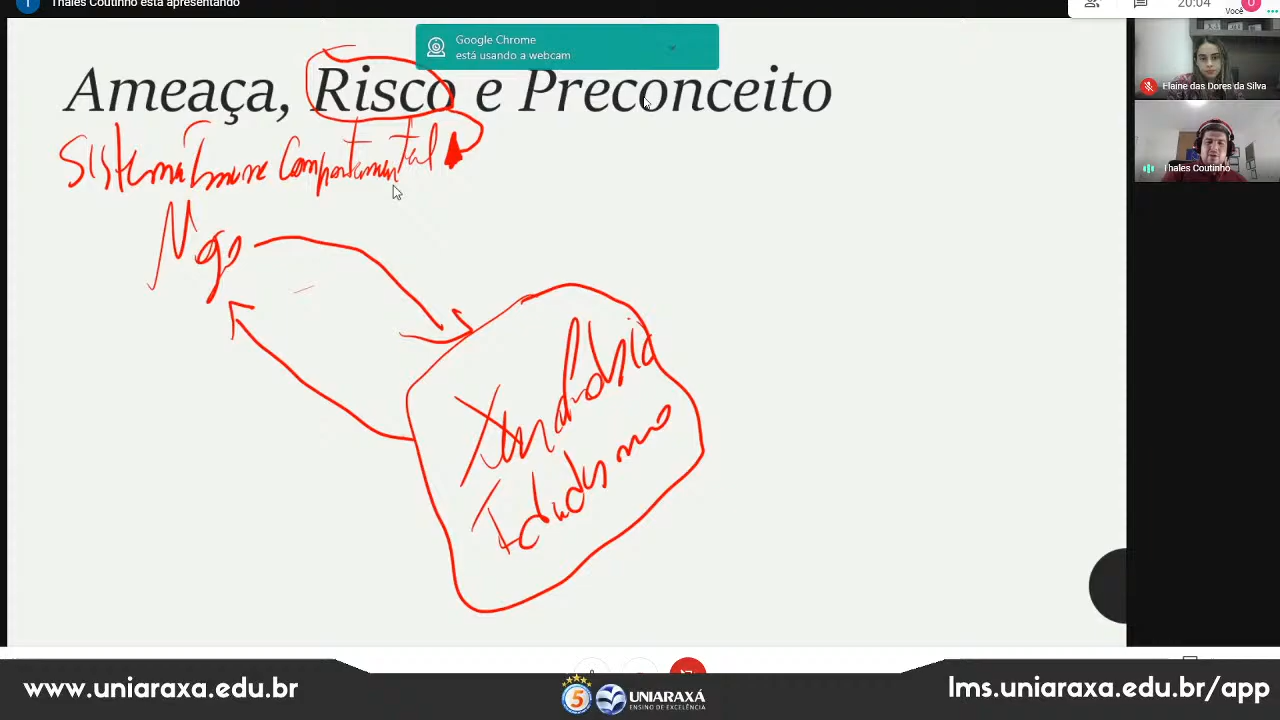 Thales Coutinho está apresentando
20:04
Você
Google Chrome
está usando a webcam
Ameaça, Risco e Preconceito
Sistema Imune Comportamental
Nojo
Xenofobia
Idadismo
Elaine das Dores da Silva
Thales Coutinho
www.uniaraxa.edu.br
5
UNIARAXÁ
ENSINO DE EXCELÊNCIA
lms.uniaraxa.edu.br/app